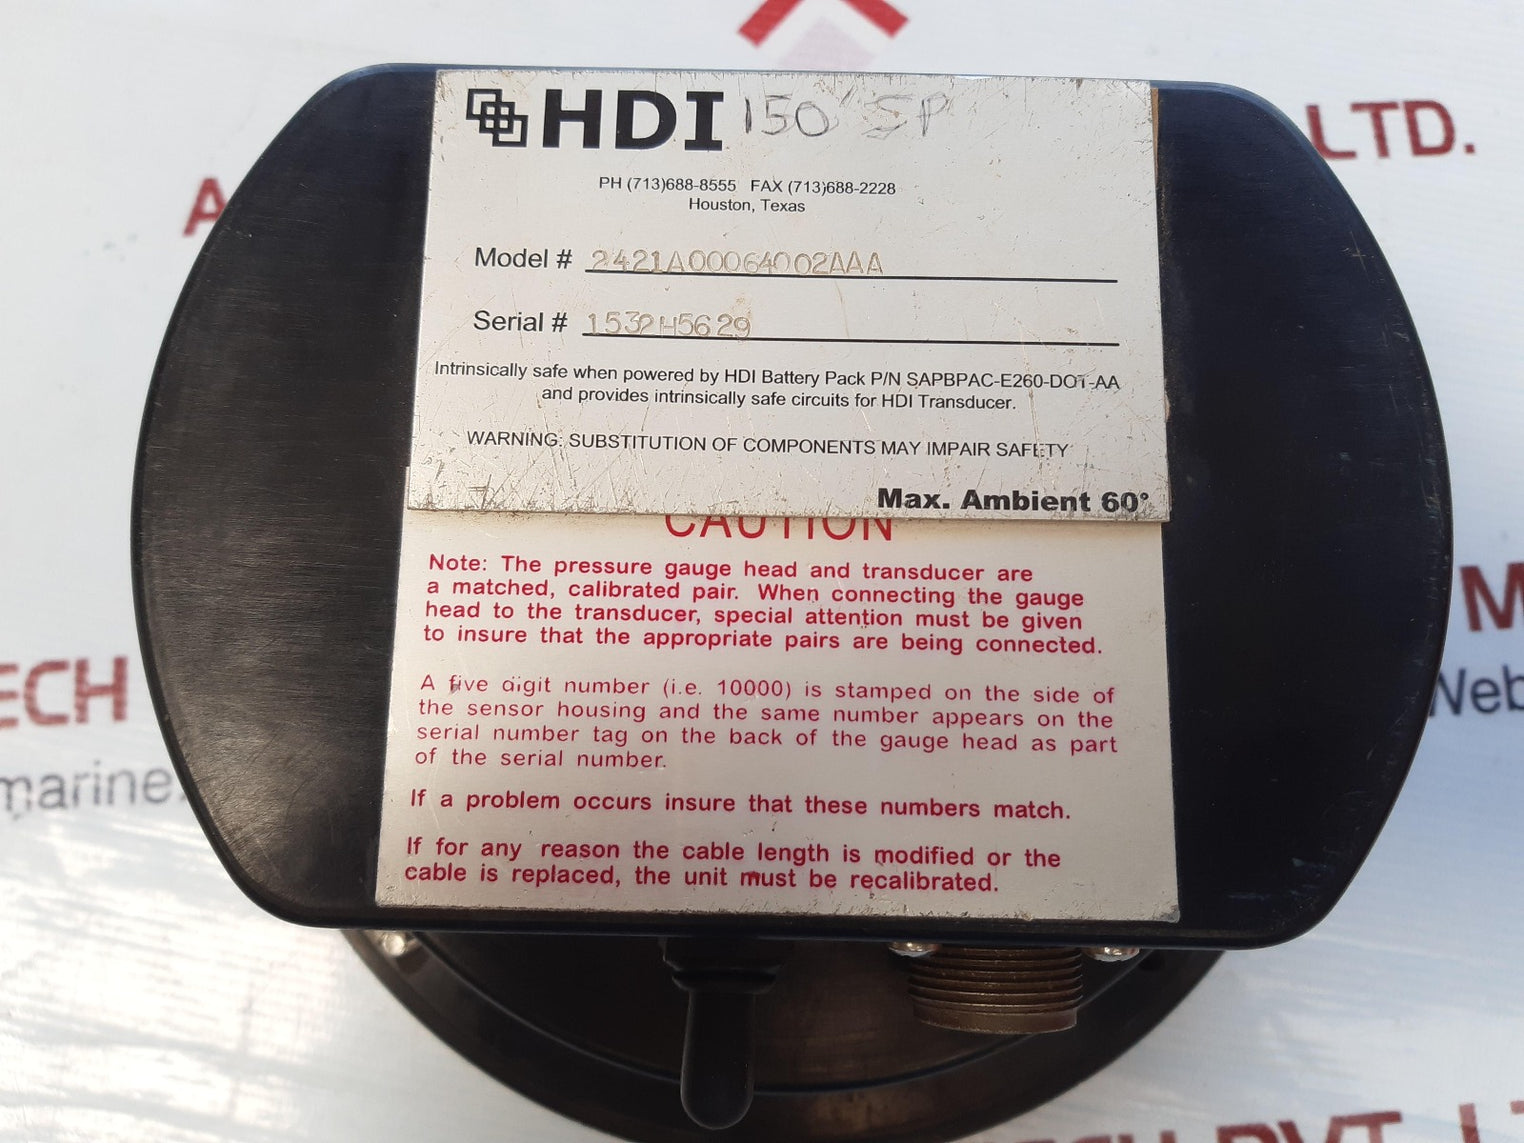 HDI 150' SP
PH (713)688-8555 FAX (713)688-2228
Houston, Texas
Model # 2421A00064002AAA
Serial # 1532H5629
Intrinsically safe when powered by HDI Battery Pack P/N SAPBPAC-E260-DOT-AA
and provides intrinsically safe circuits for HDI Transducer.
WARNING: SUBSTITUTION OF COMPONENTS MAY IMPAIR SAFETY
Max. Ambient 60°
CAUTION
Note: The pressure gauge head and transducer are
a matched, calibrated pair. When connecting the gauge
head to the transducer, special attention must be given
to insure that the appropriate pairs are being connected.
A five digit number (i.e. 10000) is stamped on the side of
the sensor housing and the same number appears on the
serial number tag on the back of the gauge head as part
of the serial number.
If a problem occurs insure that these numbers match.
If for any reason the cable length is modified or the
cable is replaced, the unit must be recalibrated.
LTD.
ECH
marine.
Web
PVT. L